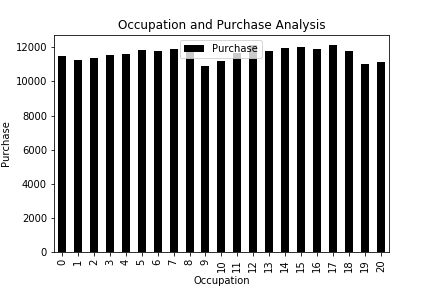 Occupation and Purchase Analysis
Purchase
12000
10000
8000
6000
4000
2000
0
Purchase
0 1 2 3 4 5 6 7 8 9 10 11 12 13 14 15 16 17 18 19 20
Occupation